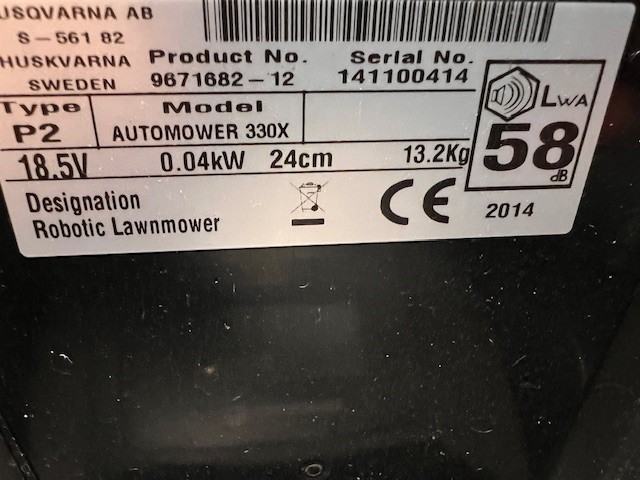 USQVARNA AB
S-561 82
HUSKVARNA
SWEDEN
Product No.
9671682-12
Serial No.
141100414
Type
P2
Model
AUTOMOWER 330X
LWA
58
dB
18.5V 0.04kW 24cm 13.2Kg
Designation
Robotic Lawnmower
CE 2014